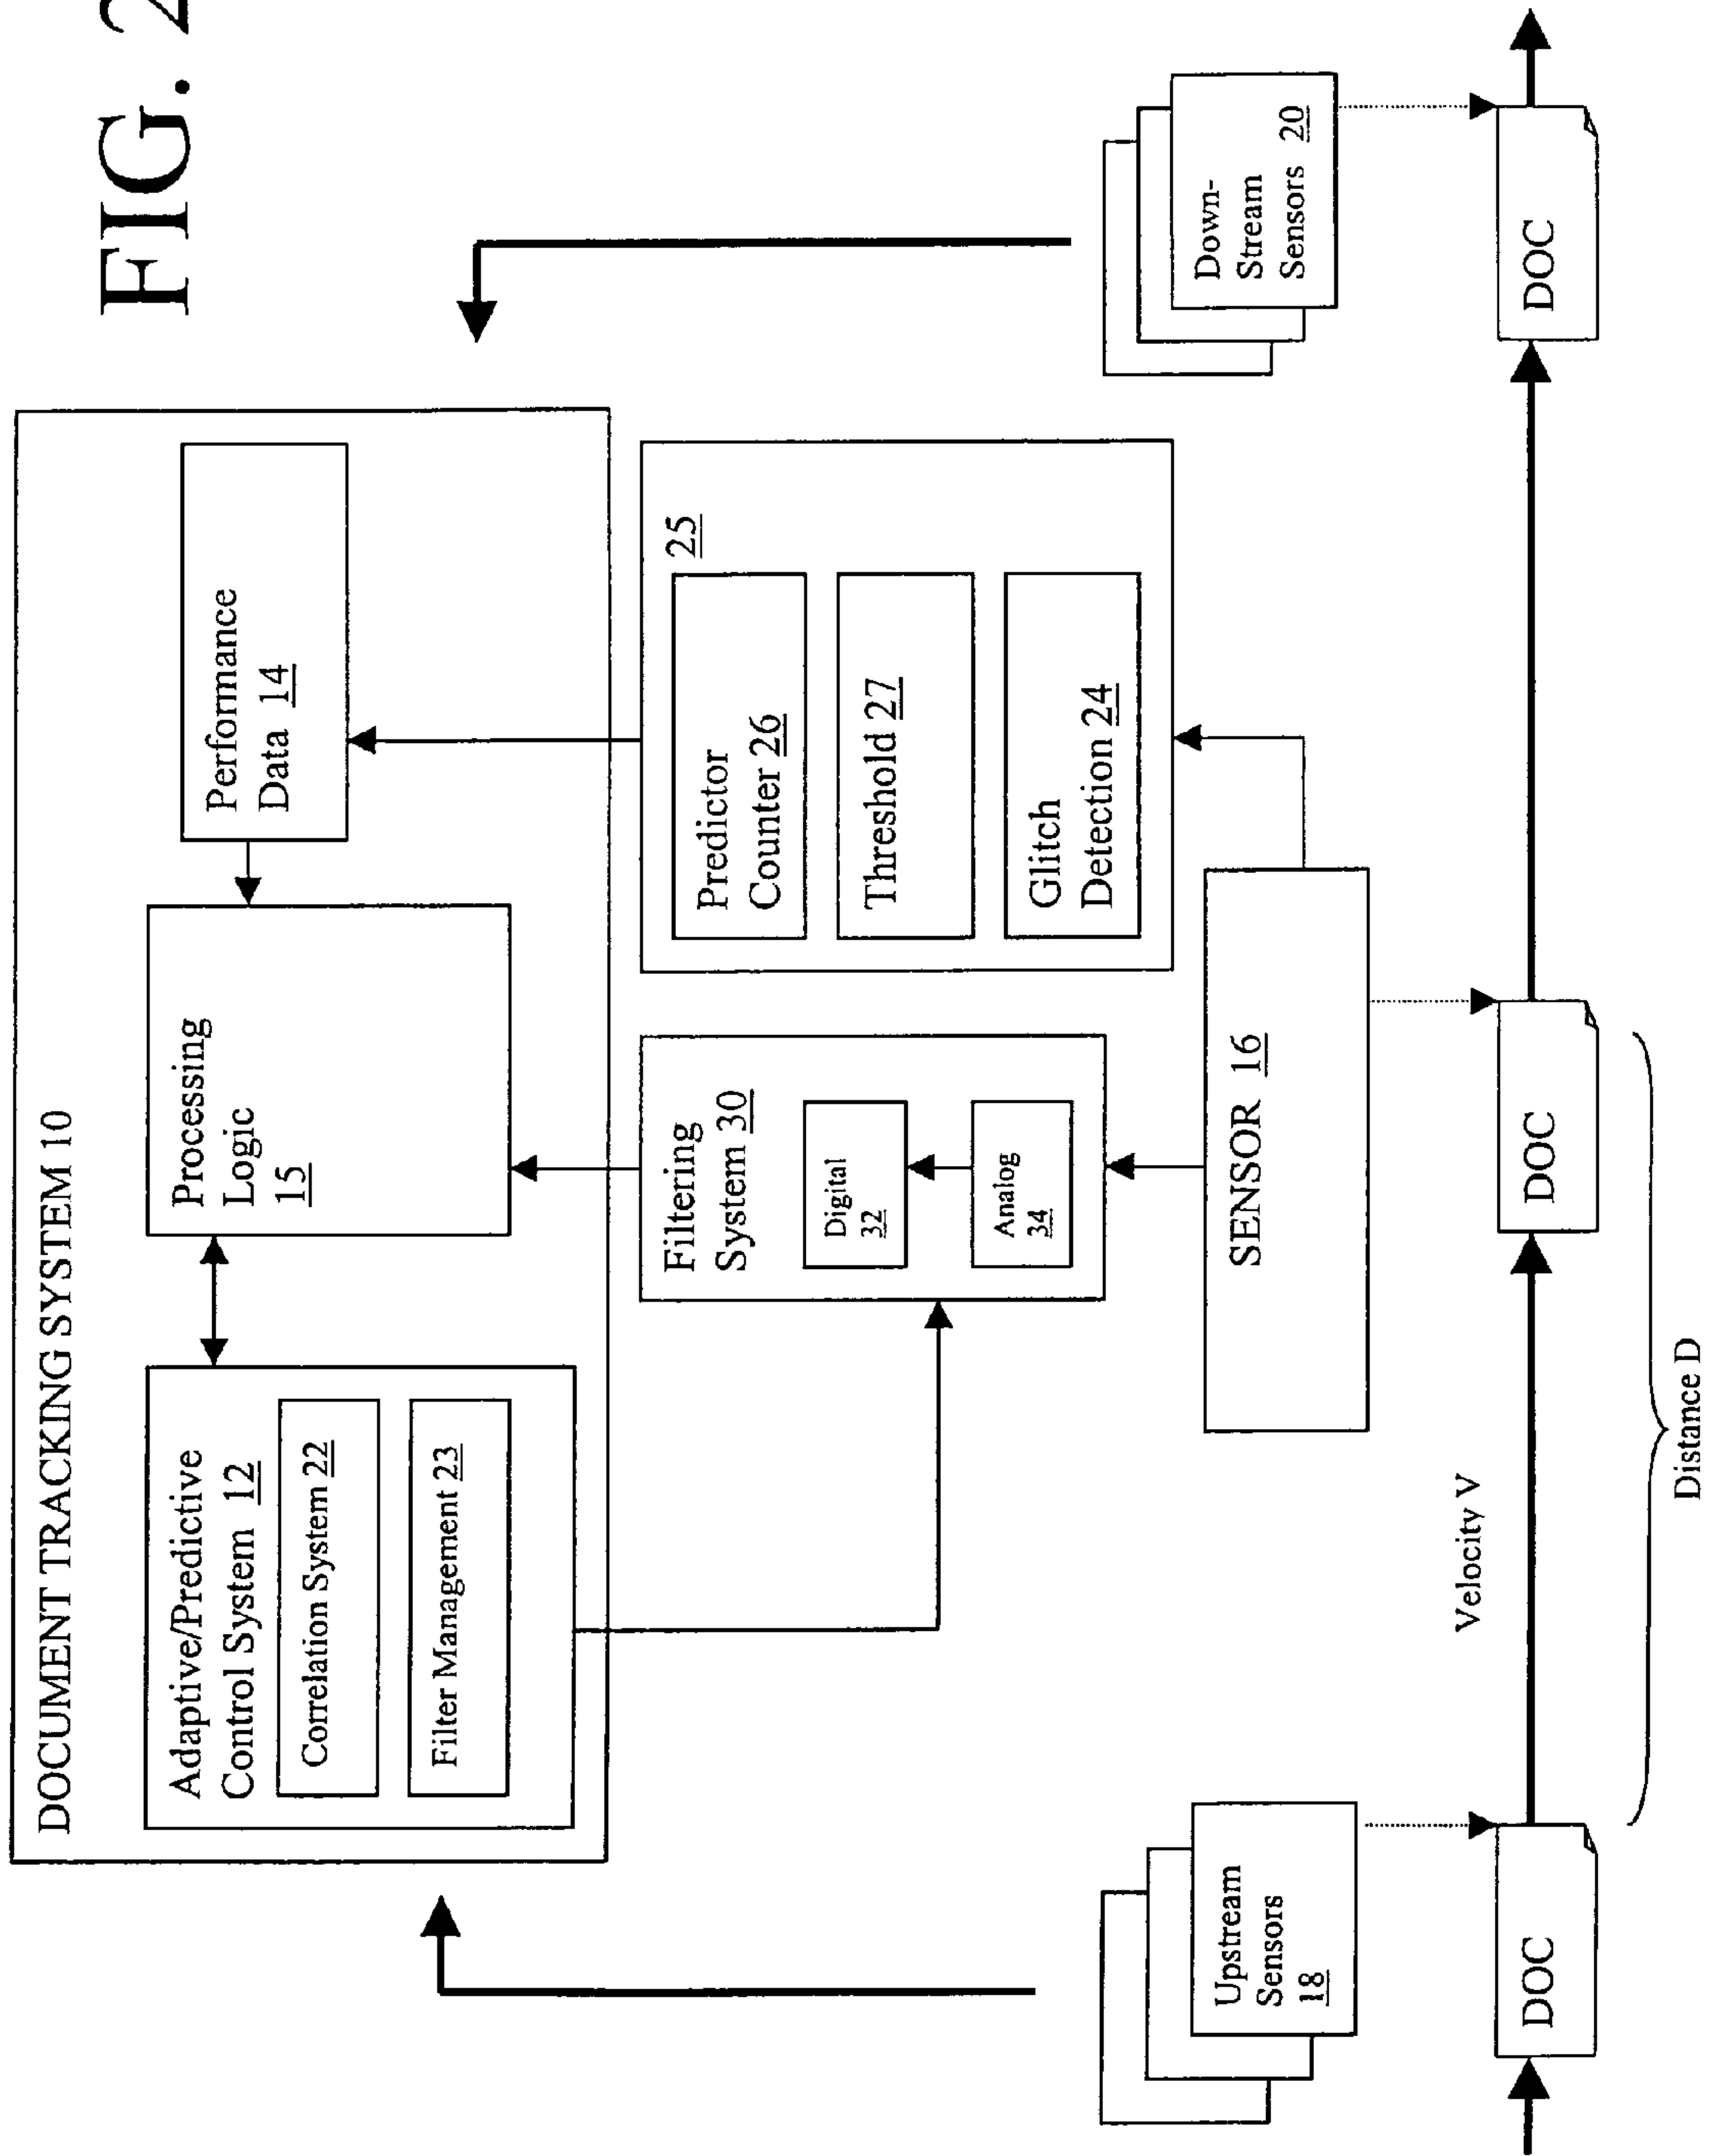 FIG. 2
DOCUMENT TRACKING SYSTEM 10
Adaptive/Predictive
Control System 12
Correlation System 22
Filter Management 23
Processing
Logic
15
Performance
Data 14
Filtering
System 30
Digital
32
Analog
34
25
Predictor
Counter 26
Threshold 27
Glitch
Detection 24
Upstream
Sensors
18
SENSOR 16
Down-
Stream
Sensors 20
DOC
Velocity V
DOC
DOC
Distance D